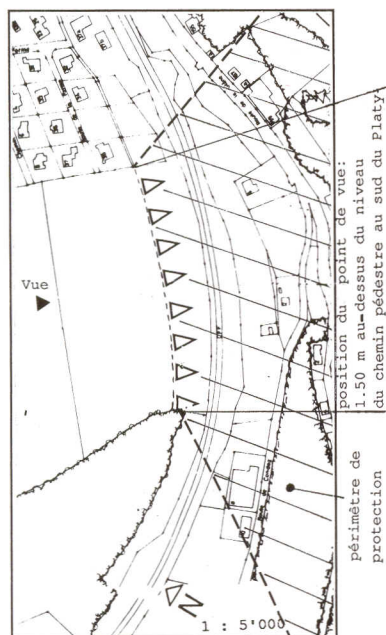 Vue
position du point de vue:
1.50 m au-dessus du niveau
du chemin pédestre au sud du Platy
périmètre de
protection
N
1 : 5'000